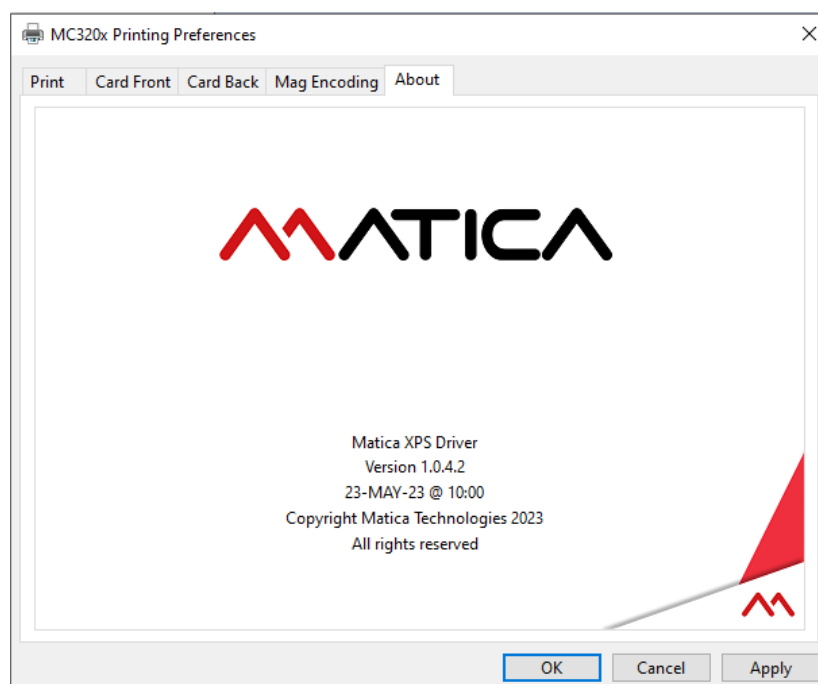 MC320x Printing Preferences
Print Card Front Card Back Mag Encoding About
MATICA
Matica XPS Driver
Version 1.0.4.2
23-MAY-23 @ 10:00
Copyright Matica Technologies 2023
All rights reserved
OK Cancel Apply